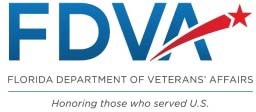 FDVA
FLORIDA DEPARTMENT OF VETERANS' AFFAIRS
Honoring those who served U.S.